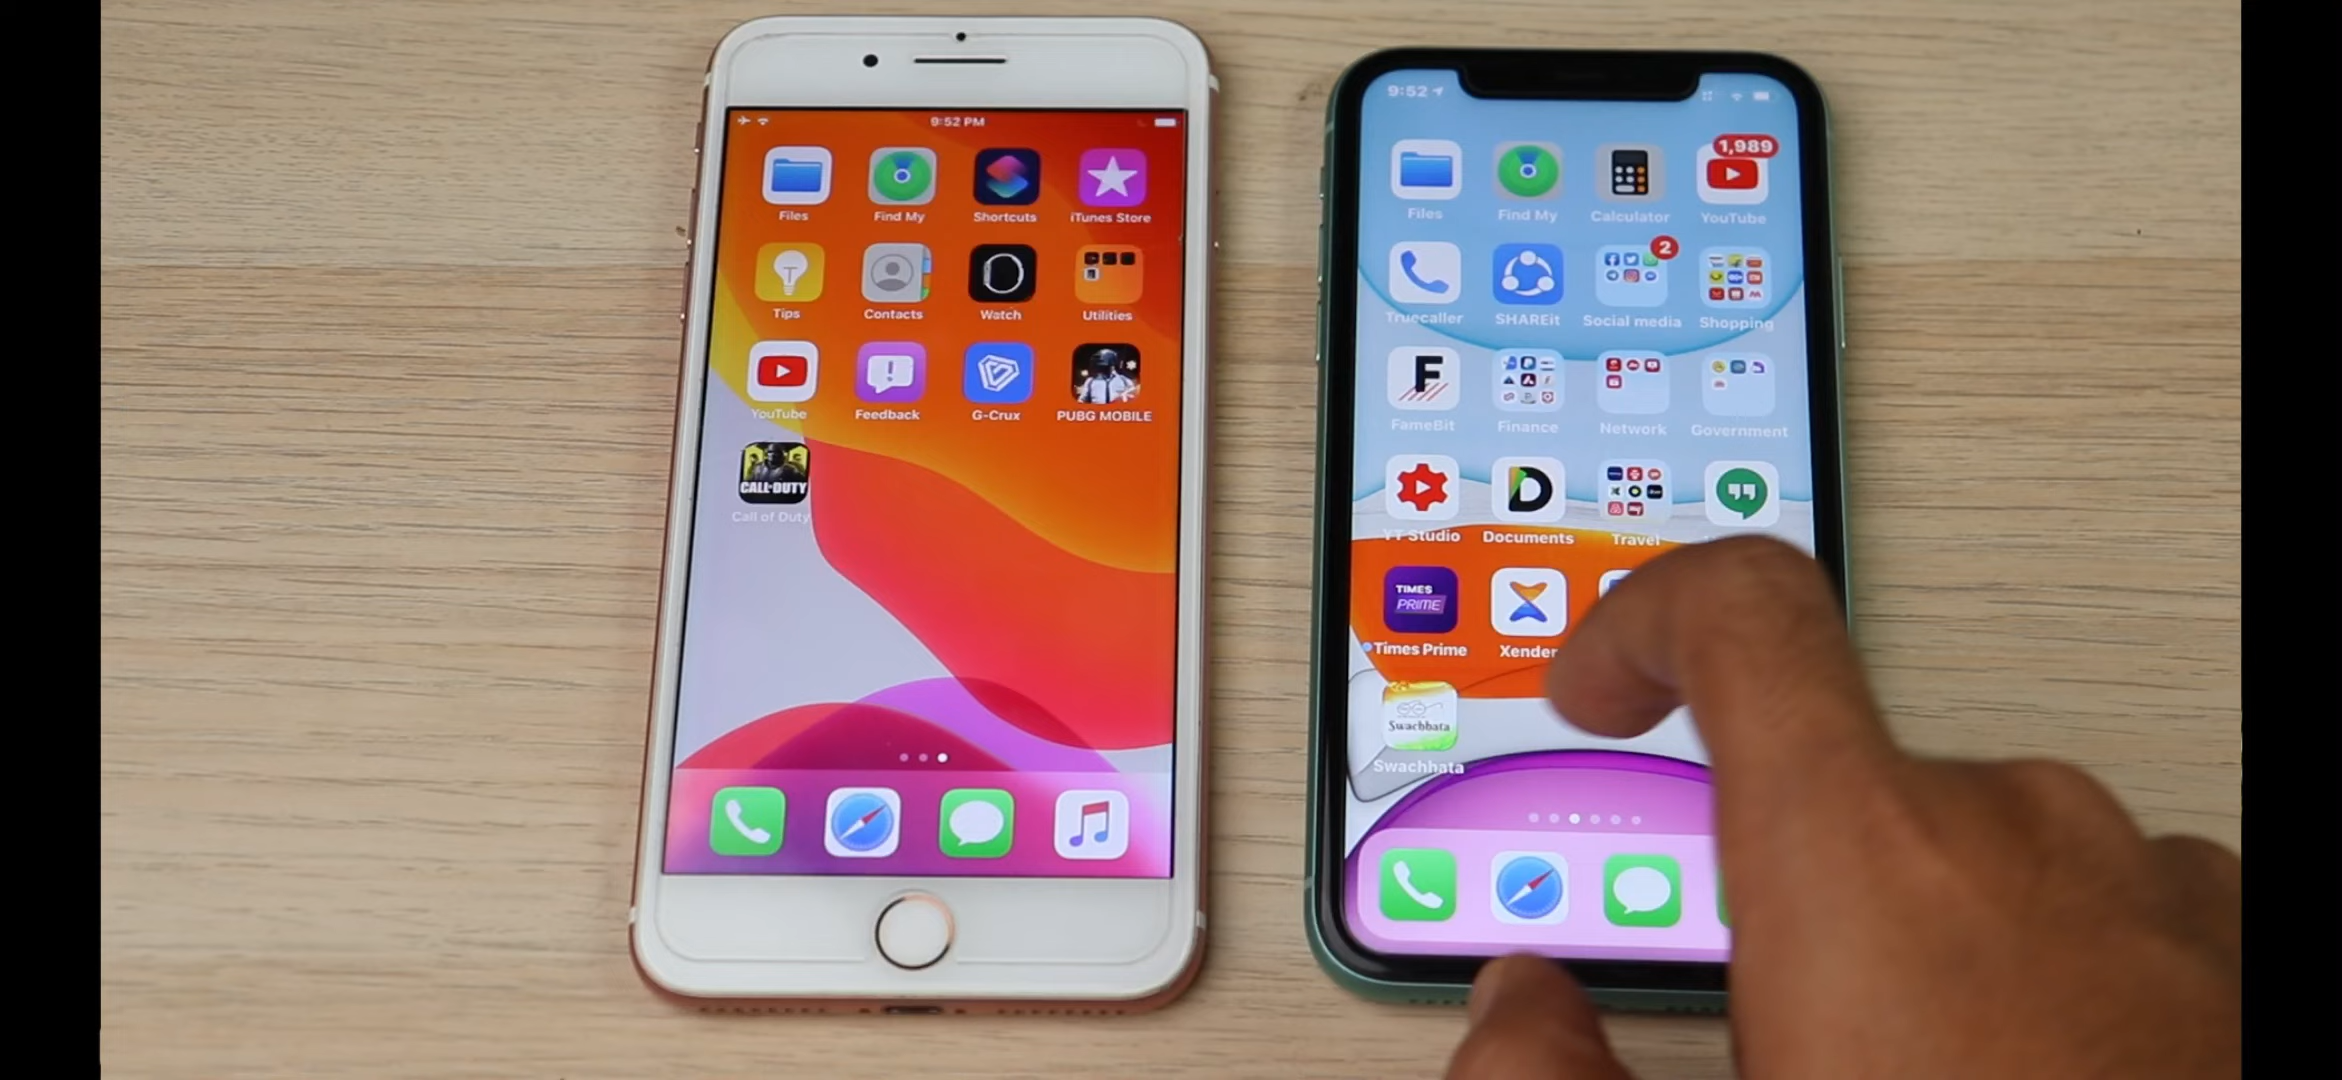 9:52 PM
Files
Find My
Shortcuts
iTunes Store
Tips
Contacts
Watch
Utilities
YouTube
Feedback
G-Crux
PUBG MOBILE
CALL OF DUTY
Call of Duty
9:52
1,989
Files
Find My
Calculator
YouTube
2
Truecaller
SHAREit
Social media
Shopping
FameBit
Finance
Network
Government
YT Studio
Documents
Travel
TIMES
PRIME
Times Prime
Xender
Swachbata
Swachhata